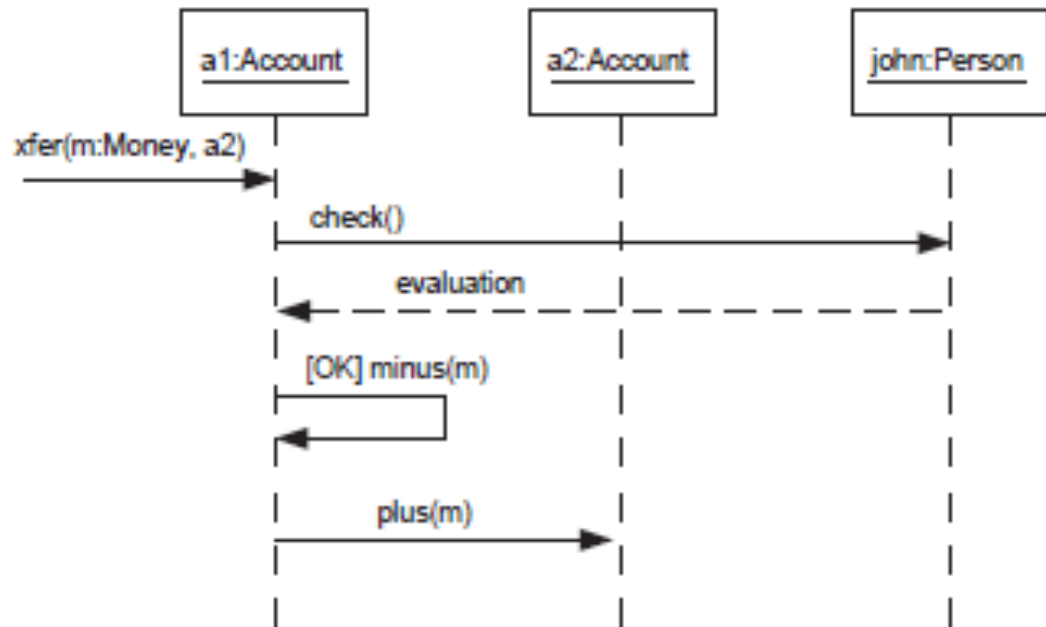 a1:Account
a2:Account
john:Person
xfer(m:Money, a2)
check()
evaluation
[OK] minus(m)
plus(m)